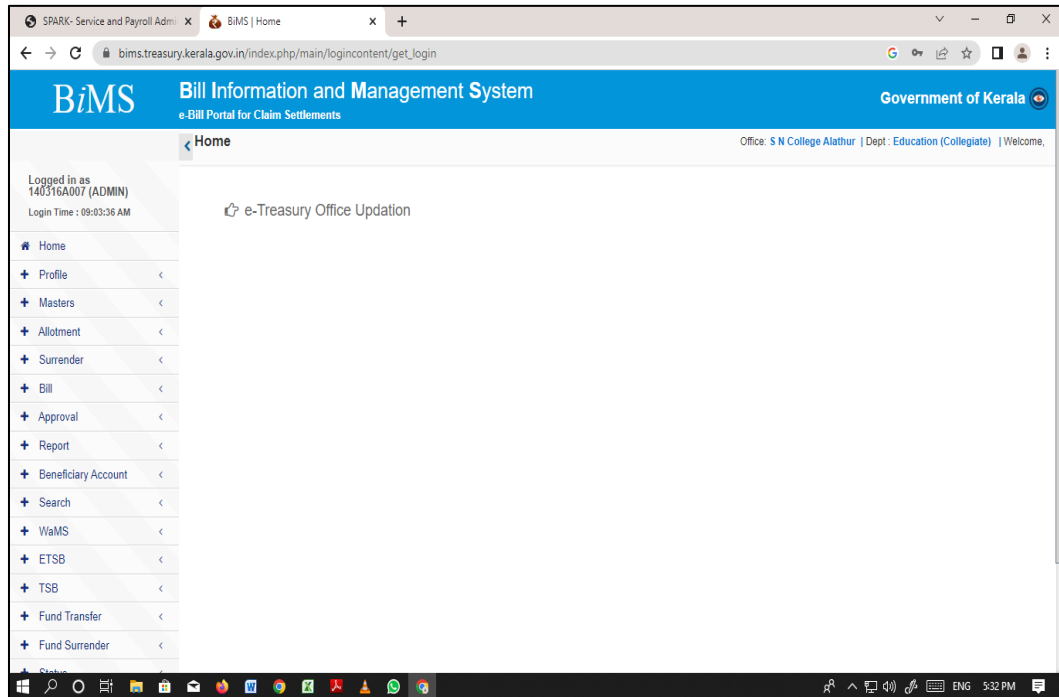 SPARK- Service and Payroll Admi
BiMS | Home
bims.treasury.kerala.gov.in/index.php/main/logincontent/get_login
BiMS
Bill Information and Management System
e-Bill Portal for Claim Settlements
Government of Kerala
Home
Office: S N College Alathur | Dept : Education (Collegiate) | Welcome,
Logged in as
140316A007 (ADMIN)
Login Time : 09:03:36 AM
e-Treasury Office Updation
Home
Profile
Masters
Allotment
Surrender
Bill
Approval
Report
Beneficiary Account
Search
WaMS
ETSB
TSB
Fund Transfer
Fund Surrender
Status
ENG 5:32 PM